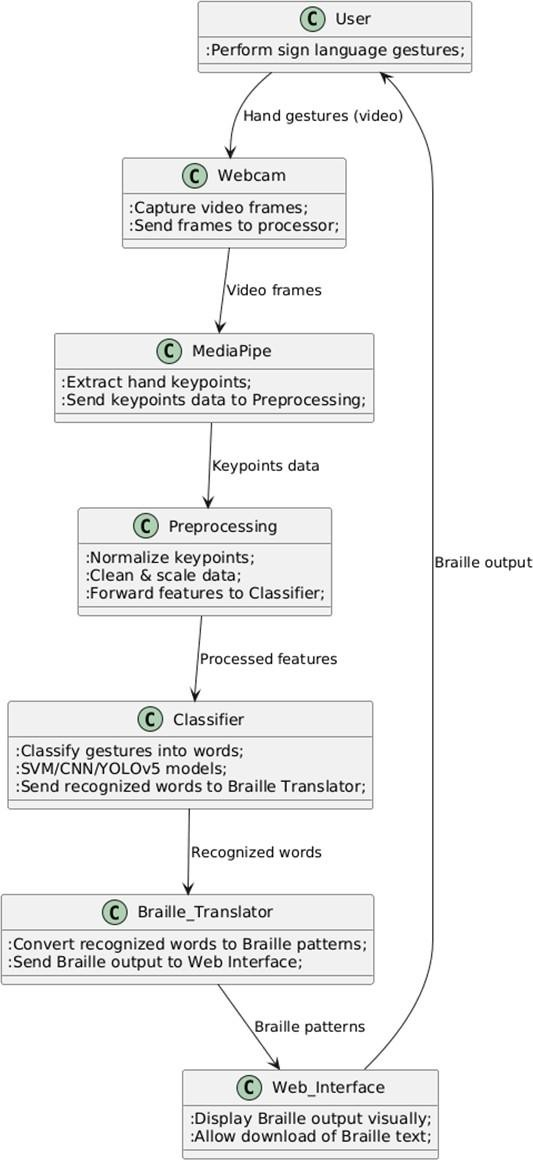 C User
:Perform sign language gestures;
Hand gestures (video)
C Webcam
:Capture video frames;
:Send frames to processor;
Video frames
C MediaPipe
:Extract hand keypoints;
:Send keypoints data to Preprocessing;
Keypoints data
C Preprocessing
:Normalize keypoints;
:Clean & scale data;
:Forward features to Classifier;
Braille output
Processed features
C Classifier
:Classify gestures into words;
:SVM/CNN/YOLOv5 models;
:Send recognized words to Braille Translator;
Recognized words
C Braille_Translator
:Convert recognized words to Braille patterns;
:Send Braille output to Web Interface;
Braille patterns
C Web_Interface
:Display Braille output visually;
:Allow download of Braille text;